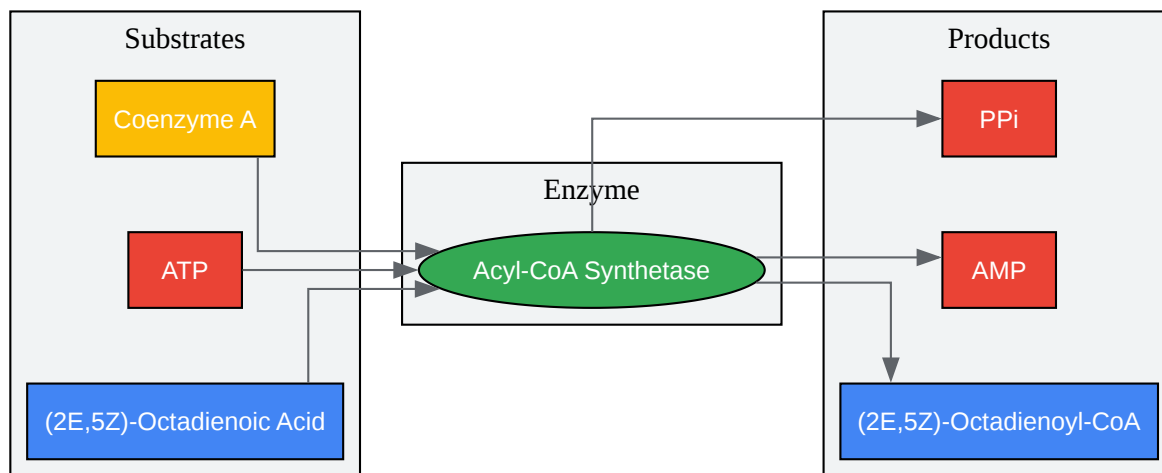 Substrates
Coenzyme A
ATP
(2E,5Z)-Octadienoic Acid
Enzyme
Acyl-CoA Synthetase
Products
PPi
AMP
(2E,5Z)-Octadienoyl-CoA